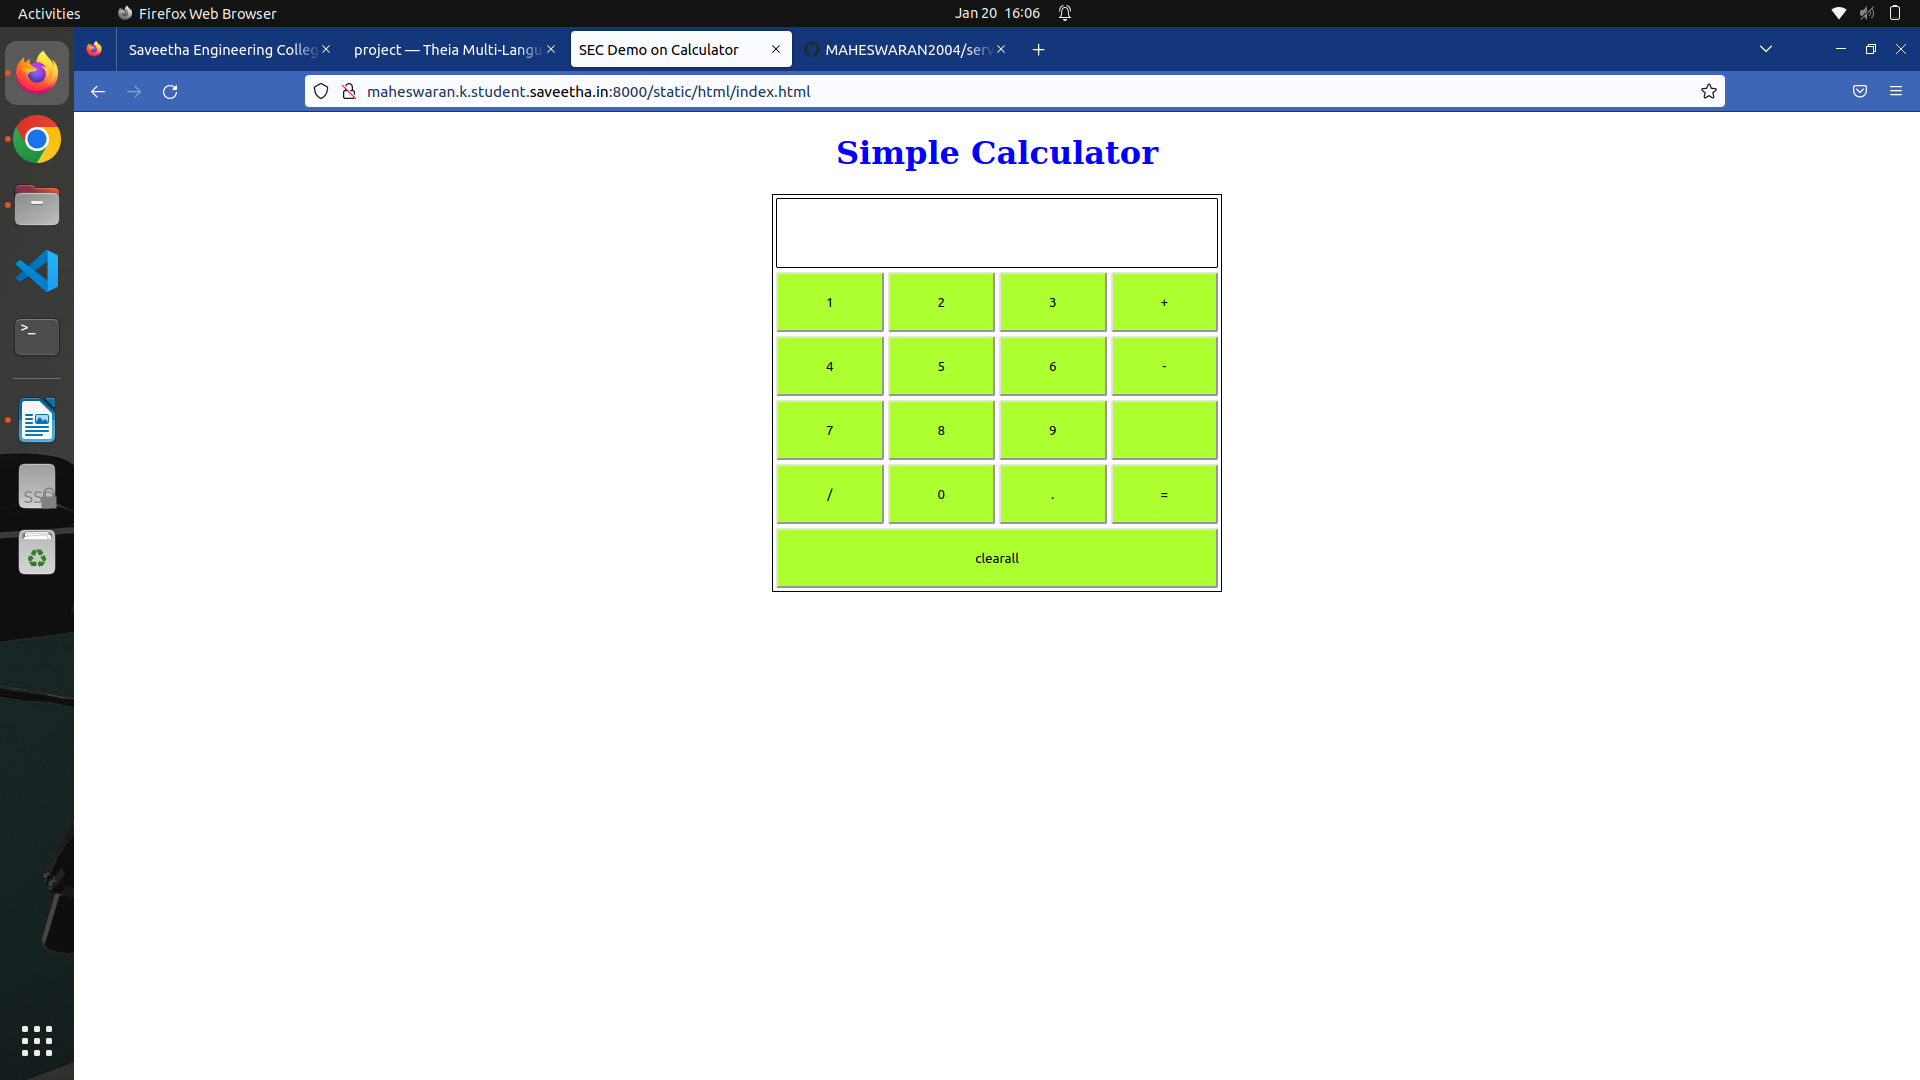 Activities
Firefox Web Browser
Jan 20 16:06
Saveetha Engineering Colleg
project — Theia Multi-Langu
SEC Demo on Calculator
MAHESWARAN2004/serv
maheswaran.k.student.saveetha.in:8000/static/html/index.html
Simple Calculator
1 2 3 +
4 5 6 -
7 8 9
/ 0 . =
clearall
>_
SS